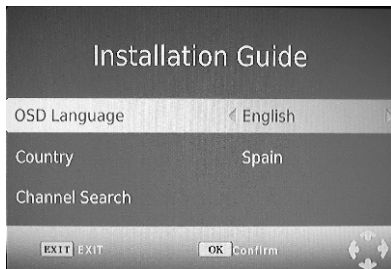 Installation Guide
OSD Language English
Country Spain
Channel Search
EXIT EXIT OK Confirm